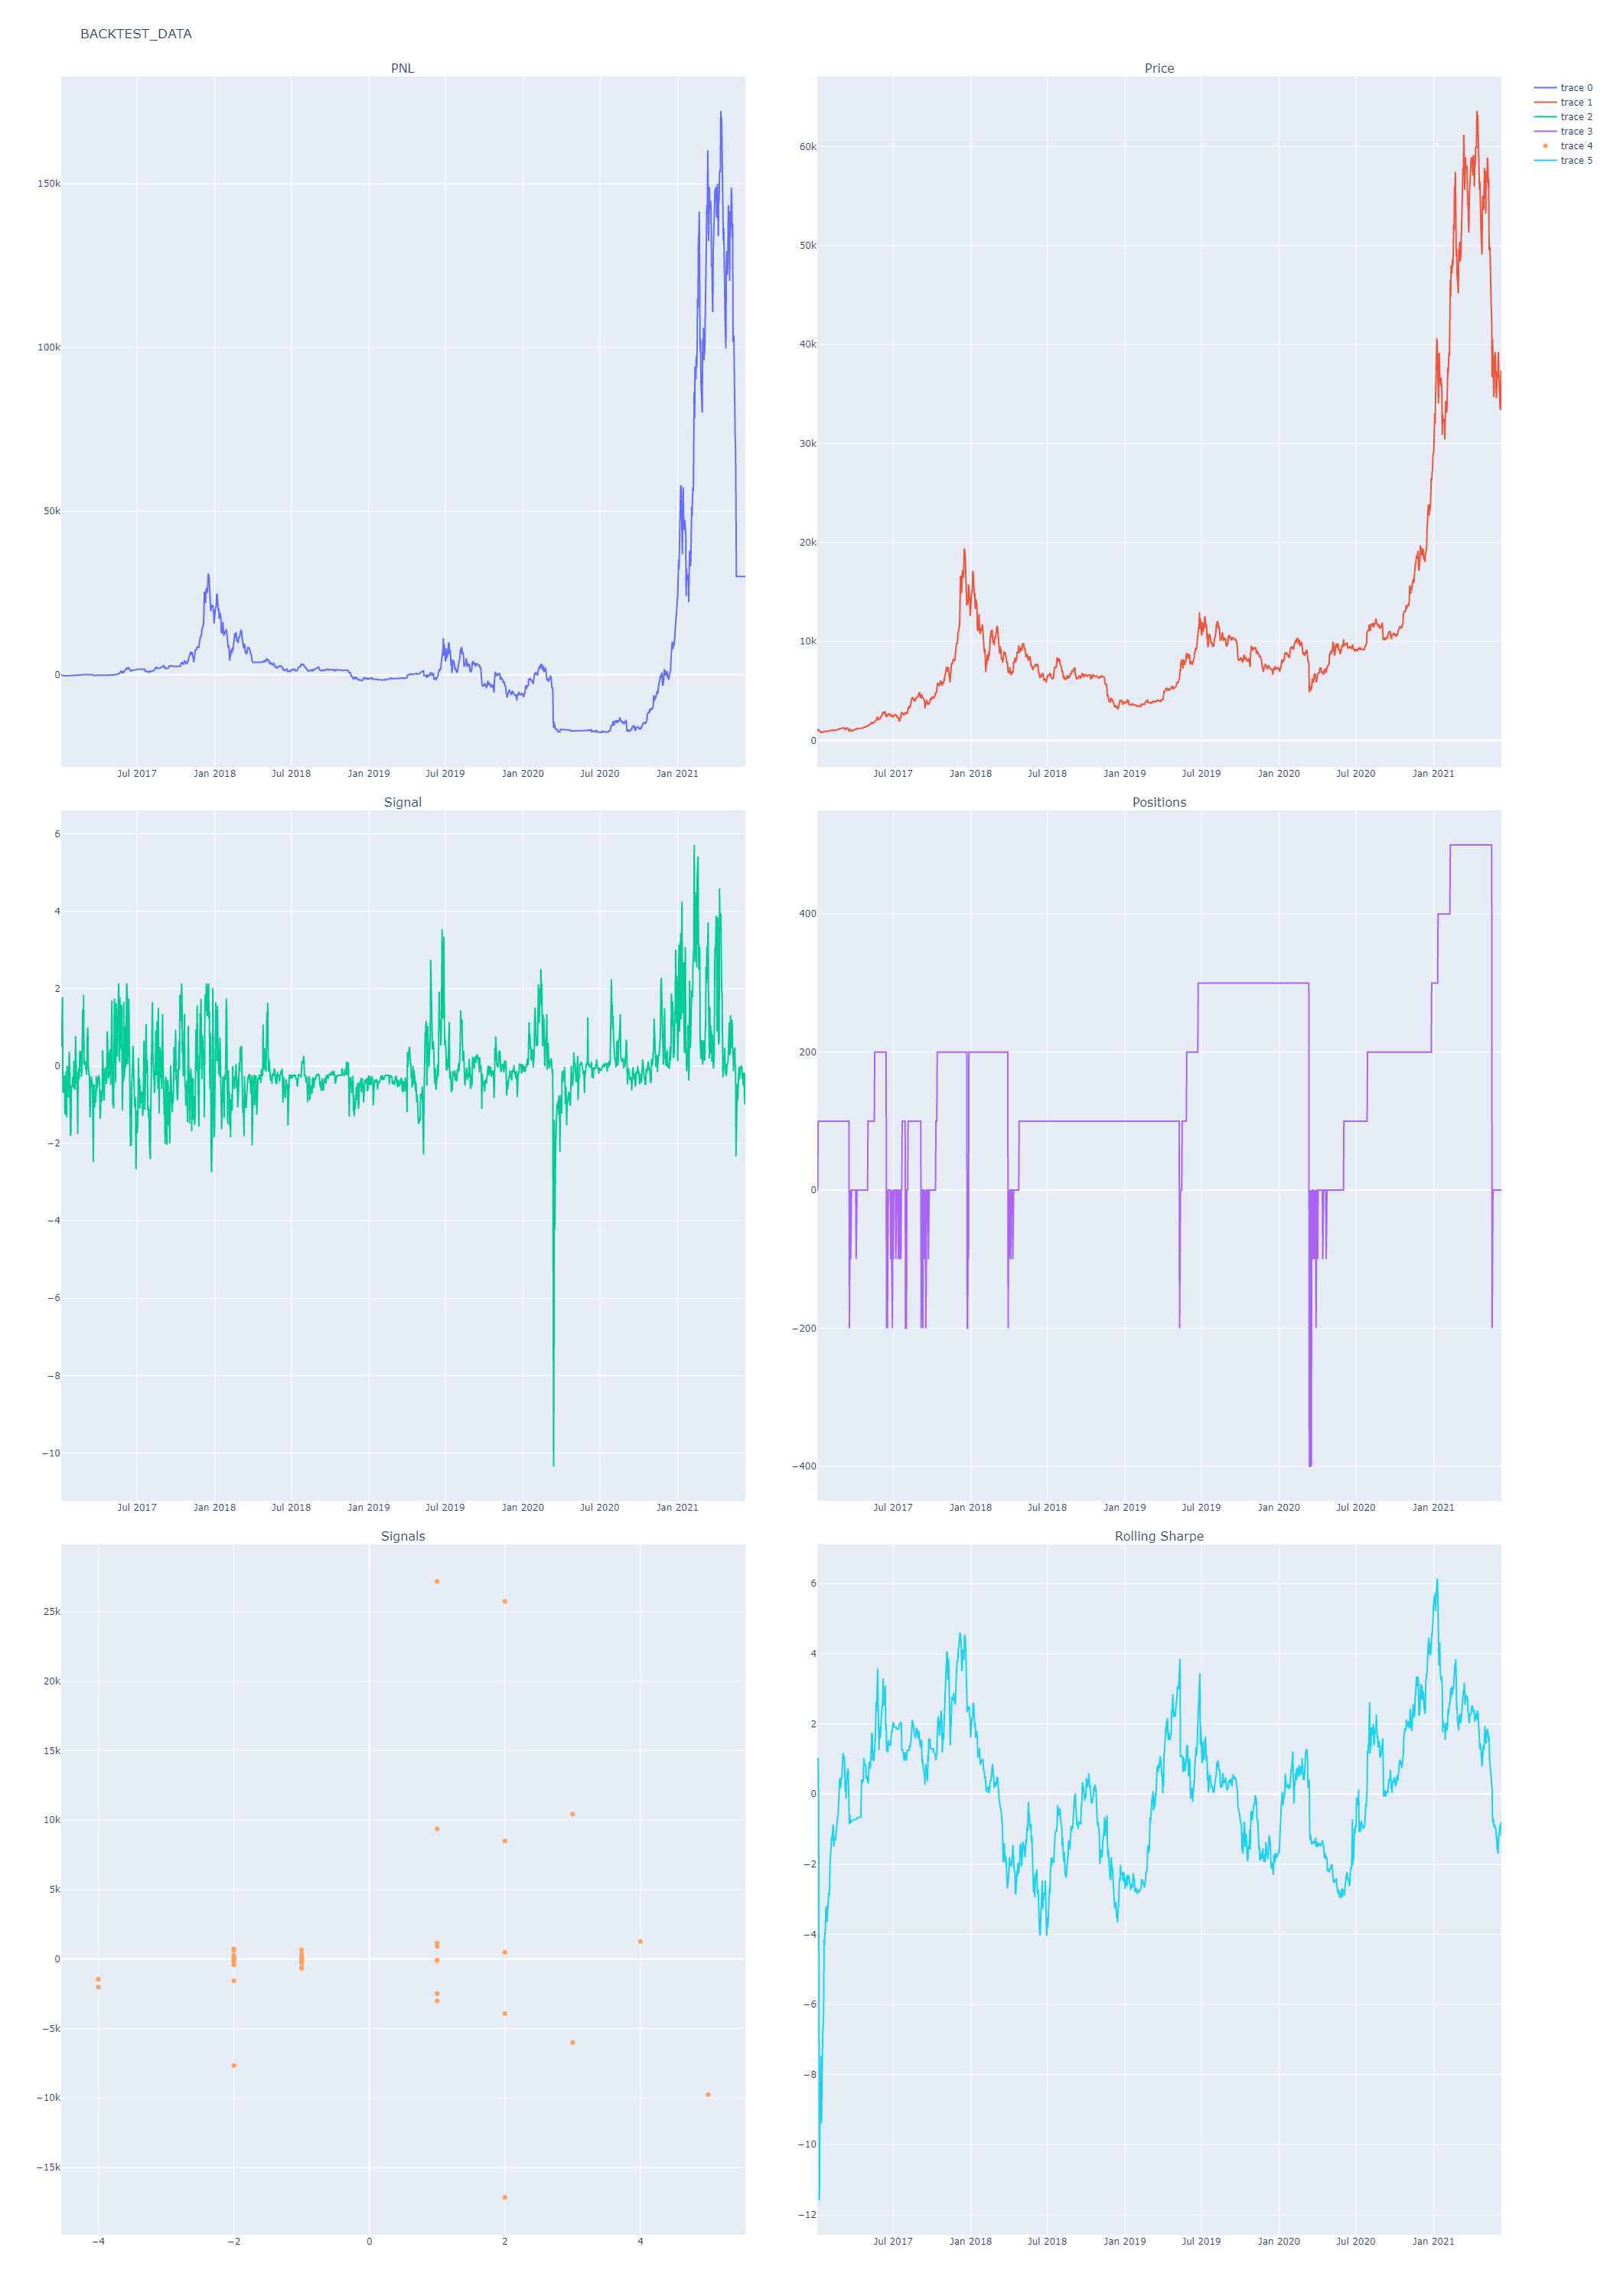 BACKTEST_DATA
PNL
Price
trace 0
trace 1
trace 2
trace 3
trace 4
trace 5
150k
100k
50k
0
Jul 2017 Jan 2018 Jul 2018 Jan 2019 Jul 2019 Jan 2020 Jul 2020 Jan 2021
60k
50k
40k
30k
20k
10k
0
Jul 2017 Jan 2018 Jul 2018 Jan 2019 Jul 2019 Jan 2020 Jul 2020 Jan 2021
Signal
6
4
2
0
−2
−4
−6
−8
−10
Jul 2017 Jan 2018 Jul 2018 Jan 2019 Jul 2019 Jan 2020 Jul 2020 Jan 2021
Positions
400
200
0
−200
−400
Jul 2017 Jan 2018 Jul 2018 Jan 2019 Jul 2019 Jan 2020 Jul 2020 Jan 2021
Signals
25k
20k
15k
10k
5k
0
−5k
−10k
−15k
−4 −2 0 2 4
Rolling Sharpe
6
4
2
0
−2
−4
−6
−8
−10
−12
Jul 2017 Jan 2018 Jul 2018 Jan 2019 Jul 2019 Jan 2020 Jul 2020 Jan 2021